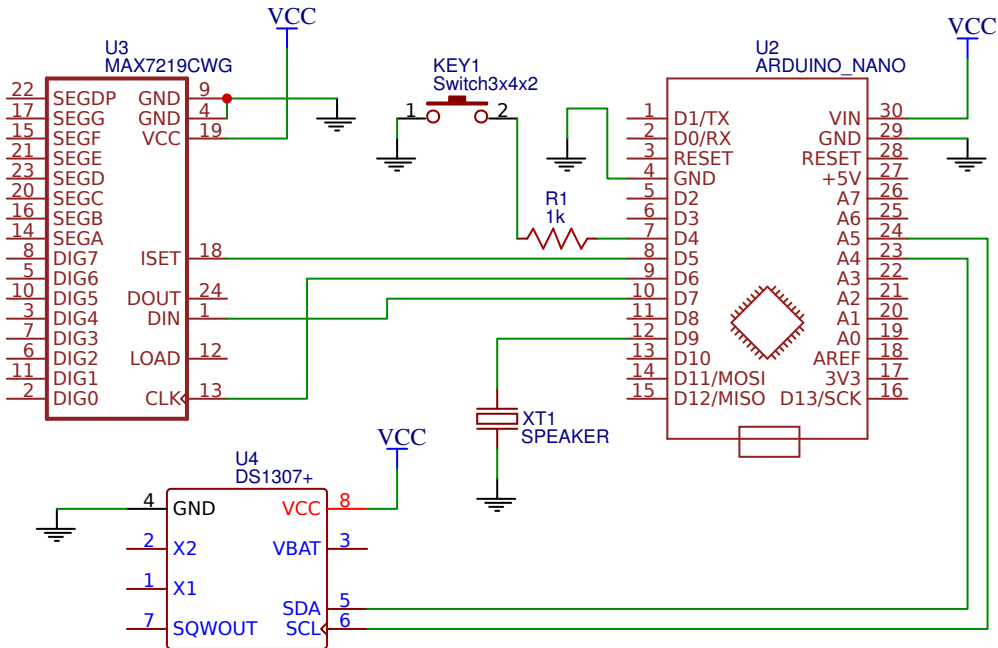 VCC
U3
MAX7219CWG
22 SEGDP GND 9
17 SEGG GND 4
15 SEGF VCC 19
21 SEGE
23 SEGD
20 SEGC
16 SEGB
14 SEGA
8 DIG7 ISET 18
5 DIG6
10 DIG5 DOUT 24
3 DIG4 DIN 1
7 DIG3
6 DIG2 LOAD 12
11 DIG1
2 DIG0 CLK 13
KEY1
Switch3x4x2
1 2
R1
1k
VCC
U2
ARDUINO_NANO
1 D1/TX VIN 30
2 D0/RX GND 29
3 RESET RESET 28
4 GND +5V 27
5 D2 A7 26
6 D3 A6 25
7 D4 A5 24
8 D5 A4 23
9 D6 A3 22
10 D7 A2 21
11 D8 A1 20
12 D9 A0 19
13 D10 AREF 18
14 D11/MOSI 3V3 17
15 D12/MISO D13/SCK 16
XT1
SPEAKER
VCC
U4
DS1307+
4 GND VCC 8
2 X2 VBAT 3
1 X1
SDA 5
7 SQWOUT SCL 6